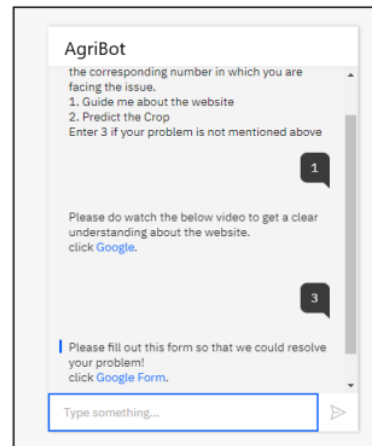 AgriBot
the corresponding number in which you are
facing the issue.
1. Guide me about the website
2. Predict the Crop
Enter 3 if your problem is not mentioned above
1
Please do watch the below video to get a clear
understanding about the website.
click Google.
3
Please fill out this form so that we could resolve
your problem!
click Google Form.
Type something...